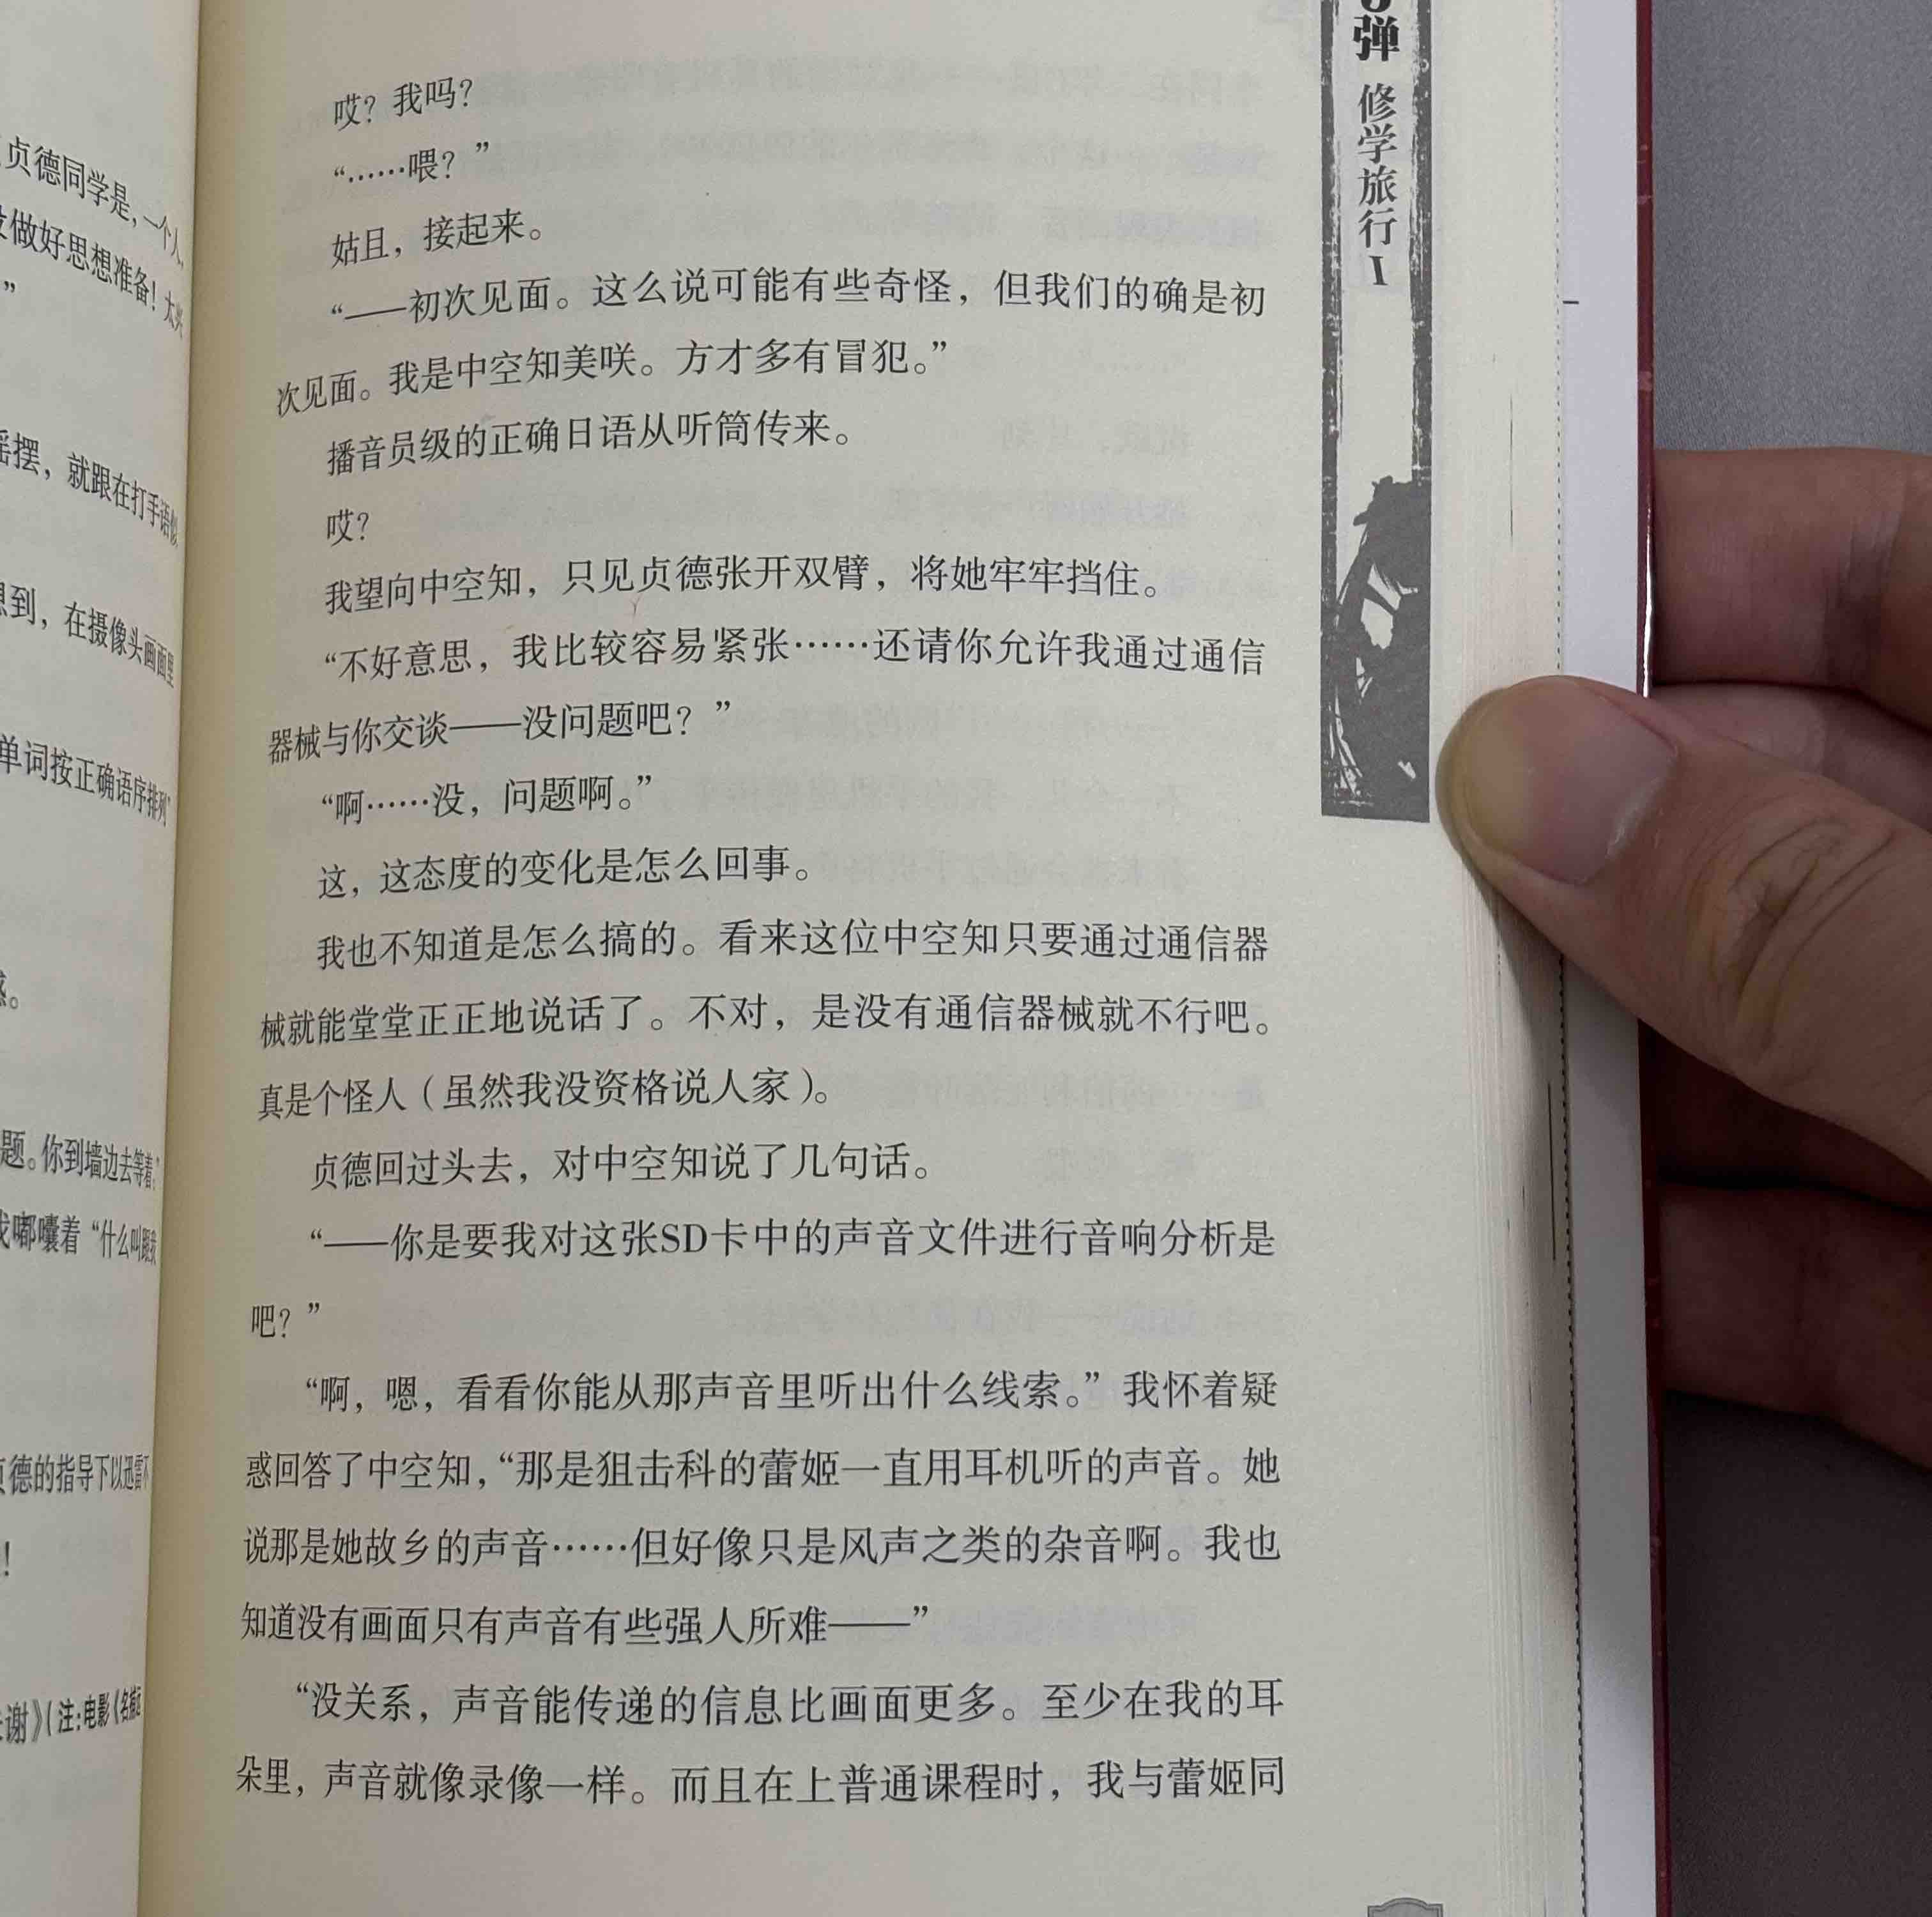 贞德同学是，一个人，
做好思想准备！太
”
摆，就跟在打手语似
到，在摄像头画面里
单词按正确语序排列
题。你到墙边去等着？
嘟囔着“什么叫跟我
德的指导下以迅雷不
！
谢》（注：电影《名捕
哎？我吗？
“……喂？”
姑且，接起来。
“——初次见面。这么说可能有些奇怪，但我们的确是初
次见面。我是中空知美咲。方才多有冒犯。”
播音员级的正确日语从听筒传来。
哎？
我望向中空知，只见贞德张开双臂，将她牢牢挡住。
“不好意思，我比较容易紧张……还请你允许我通过通信
器械与你交谈——没问题吧？”
“啊……没，问题啊。”
这，这态度的变化是怎么回事。
我也不知道是怎么搞的。看来这位中空知只要通过通信器
械就能堂堂正正地说话了。不对，是没有通信器械就不行吧。
真是个怪人（虽然我没资格说人家）。
贞德回过头去，对中空知说了几句话。
“——你是要我对这张SD卡中的声音文件进行音响分析是
吧？”
“啊，嗯，看看你能从那声音里听出什么线索。”我怀着疑
惑回答了中空知，“那是狙击科的蕾姬一直用耳机听的声音。她
说那是她故乡的声音……但好像只是风声之类的杂音啊。我也
知道没有画面只有声音有些强人所难——”
“没关系，声音能传递的信息比画面更多。至少在我的耳
朵里，声音就像录像一样。而且在上普通课程时，我与蕾姬同
弹 修学旅行I